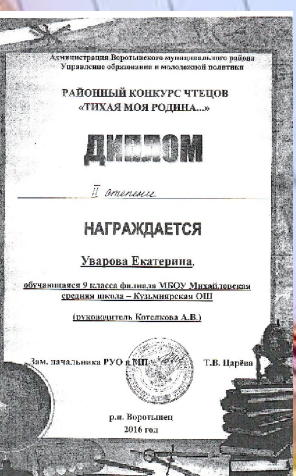 Администрация Воротынского муниципального района
Управление образования и молодежной политики
РАЙОННЫЙ КОНКУРС ЧТЕЦОВ
«ТИХАЯ МОЯ РОДИНА...»
ДИПЛОМ
II степени
НАГРАЖДАЕТСЯ
Уварова Екатерина,
обучающаяся 9 класса филиала МБОУ Михайловская
средняя школа – Кузьмиярская ОШ
(руководитель Котелкова А.В.)
Зам. начальника РУО и МП Т.В. Царёва
р.п. Воротынец
2016 год